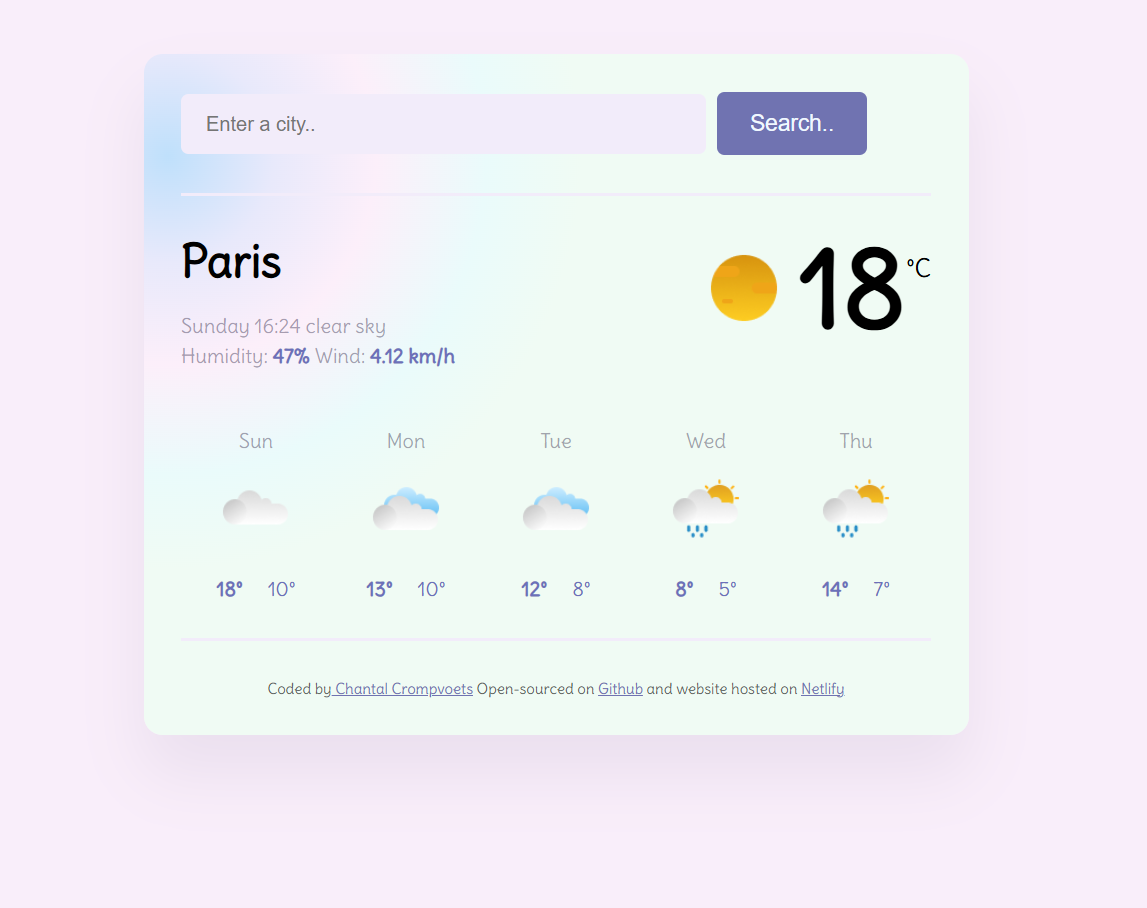 Enter a city..
Search..
Paris
18 °C
Sunday 16:24 clear sky
Humidity: 47% Wind: 4.12 km/h
Sun Mon Tue Wed Thu
18° 10° 13° 10° 12° 8° 8° 5° 14° 7°
Coded by Chantal Crompvoets Open-sourced on Github and website hosted on Netlify